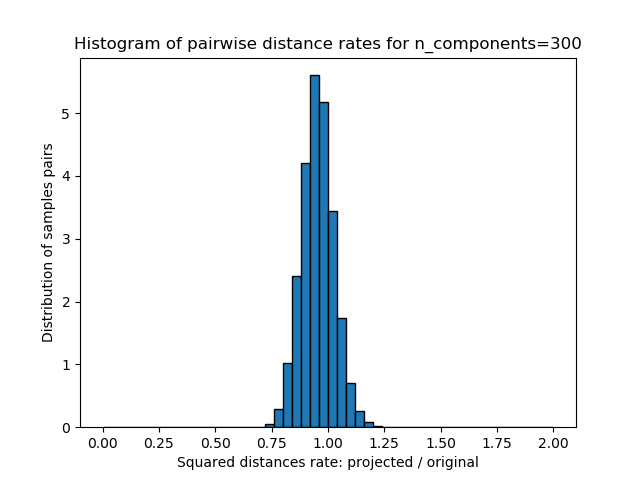 Histogram of pairwise distance rates for n_components=300
Distribution of samples pairs
5
4
3
2
1
0
0.00 0.25 0.50 0.75 1.00 1.25 1.50 1.75 2.00
Squared distances rate: projected / original